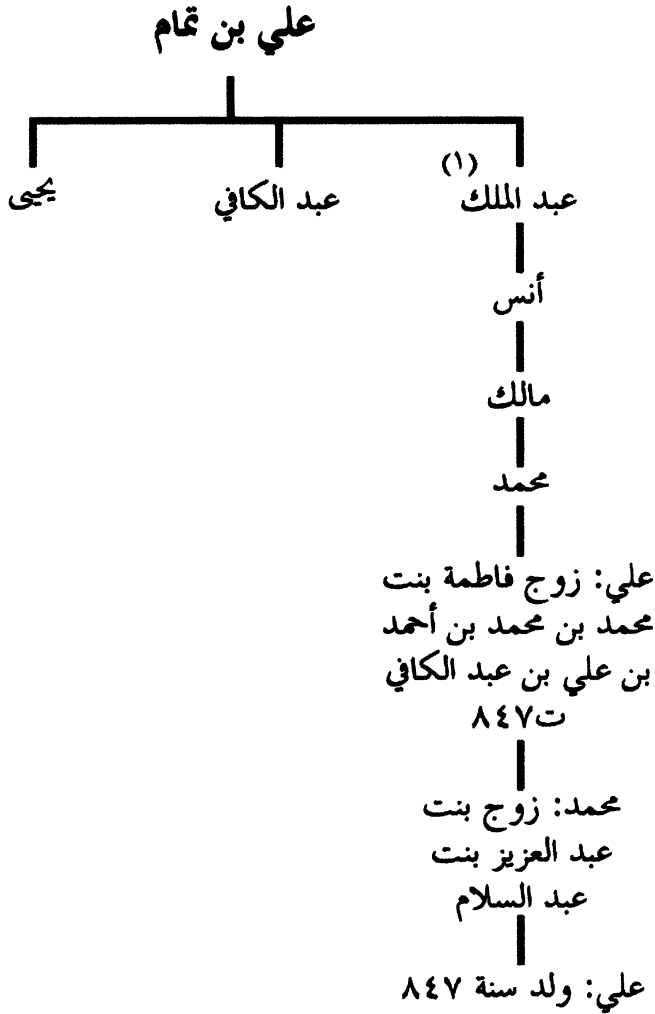 علي بن تمام
(١)
عبد الملك
عبد الكافي
يحيى
أنس
مالك
محمد
علي: زوج فاطمة بنت
محمد بن محمد بن أحمد
بن علي بن عبد الكافي
ت٨٤٧
محمد: زوج بنت
عبد العزيز بنت
عبد السلام
علي: ولد سنة ٨٤٧